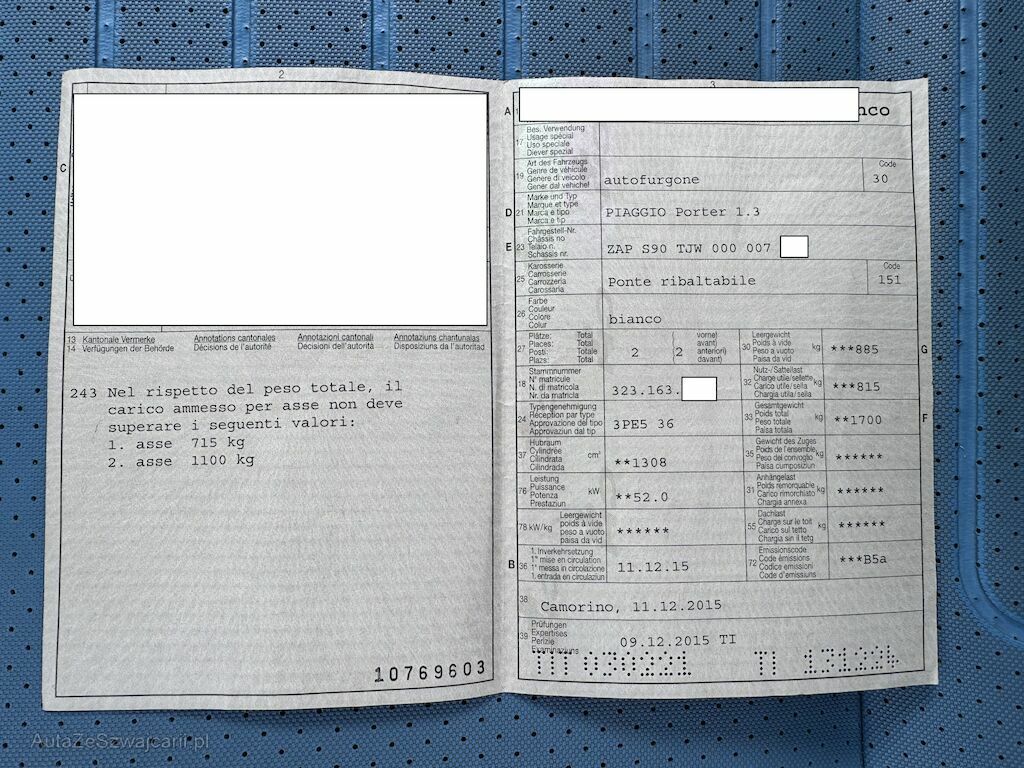 2
C
13 Kantonale Vermerke
14 Verfügungen der Behörde
Annotations cantonales
Décisions de l'autorité
Annotazioni cantonali
Decisioni dell'autorità
Annotaziuns chantunalas
Disposiziuns da l'autoritad
243 Nel rispetto del peso totale, il
carico ammesso per asse non deve
superare i seguenti valori:
1. asse 715 kg
2. asse 1100 kg
10769603
3
A
nco
17 Bes. Verwendung
Usage spécial
Uso speciale
Diever spezial
19 Art des Fahrzeugs
Genre de véhicule
Genere di veicolo
Gener dal vehichel
autofurgone
Code
30
D 21 Marke und Typ
Marque et type
Marca e tipo
Marca e tip
PIAGGIO Porter 1.3
E 23 Fahrgestell-Nr.
Châssis no
Telaio n.
Schassis nr.
ZAP S90 TJW 000 007
25 Karosserie
Carrosserie
Carrozzeria
Carossaria
Ponte ribaltabile
Code
151
26 Farbe
Couleur
Colore
Colur
bianco
27 Plätze: Total
Places: Total
Posti: Totale
Plazs: Total
2 (2
vorne)
avant)
anteriori)
davant)
30 Leergewicht
Poids à vide
Peso a vuoto
Paisa da vid
kg ***885 G
18 Stammnummer
N° matricule
N. di matricola
Nr. da matricla
323.163.
32 Nutz-/Sattellast
Charge utile/sellette
Carico utile/sella
Chargia utila/sella
kg ***815
24 Typengenehmigung
Réception par type
Approvazione del tipo
Approvaziun dal tip
3PE5 36
33 Gesamtgewicht
Poids total
Peso totale
Paisa totala
kg **1700 F
37 Hubraum
Cylindrée
Cilindrata
Cilindrada
cm³ **1308
35 Gewicht des Zuges
Poids de l'ensemble
Peso del convoglio
Paisa cumposiziun
kg ******
76 Leistung
Puissance
Potenza
Prestaziun
kW **52.0
31 Anhängelast
Poids remorquable
Carico rimorchiato
Chargia annexa
kg ******
78 kW/kg Leergewicht
poids à vide
peso a vuoto
paisa da vid
******
55 Dachlast
Charge sur le toit
Carico sul tetto
Chargia sin il tetg
kg ******
B 36 1. Inverkehrsetzung
1re mise en circulation
1a messa in circolazione
1. entrada en circulaziun
11.12.15
72 Emissionscode
Code émissions
Codice emissioni
Code d'emissiuns
***B5a
38 Camorino, 11.12.2015
39 Prüfungen
Expertises
Perizie
Examinaziuns
09.12.2015 TI
AutaZeSzwajcarii.pl